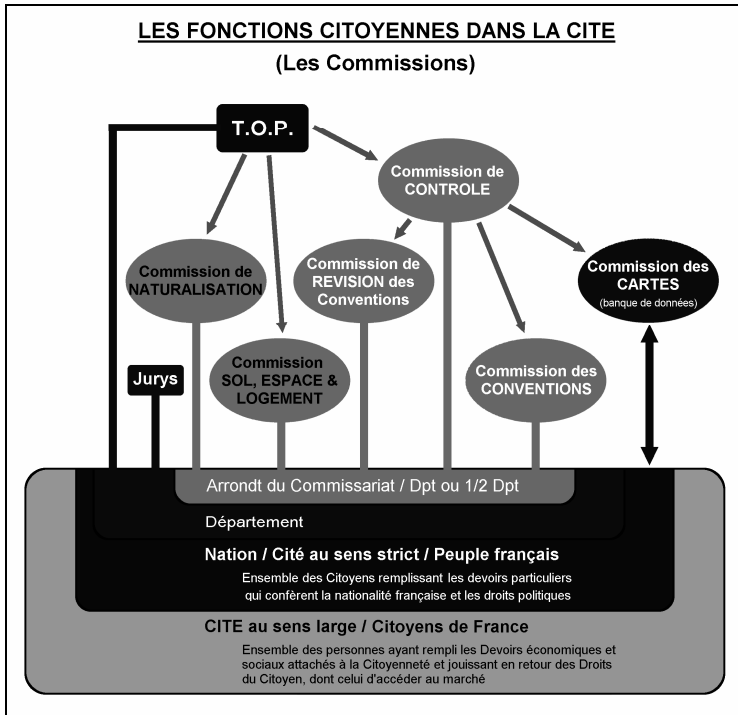 LES FONCTIONS CITOYENNES DANS LA CITE
(Les Commissions)
T.O.P.
Commission de
CONTROLE
Commission de
NATURALISATION
Commission de
REVISION des
Conventions
Commission des
CARTES
(banque de données)
Jurys
Commission
SOL, ESPACE &
LOGEMENT
Commission des
CONVENTIONS
Arrondt du Commissariat / Dpt ou 1/2 Dpt
Département
Nation / Cité au sens strict / Peuple français
Ensemble des Citoyens remplissant les devoirs particuliers
qui confèrent la nationalité française et les droits politiques
CITE au sens large / Citoyens de France
Ensemble des personnes ayant rempli les Devoirs économiques et
sociaux attachés à la Citoyenneté et jouissant en retour des Droits
du Citoyen, dont celui d'accéder au marché